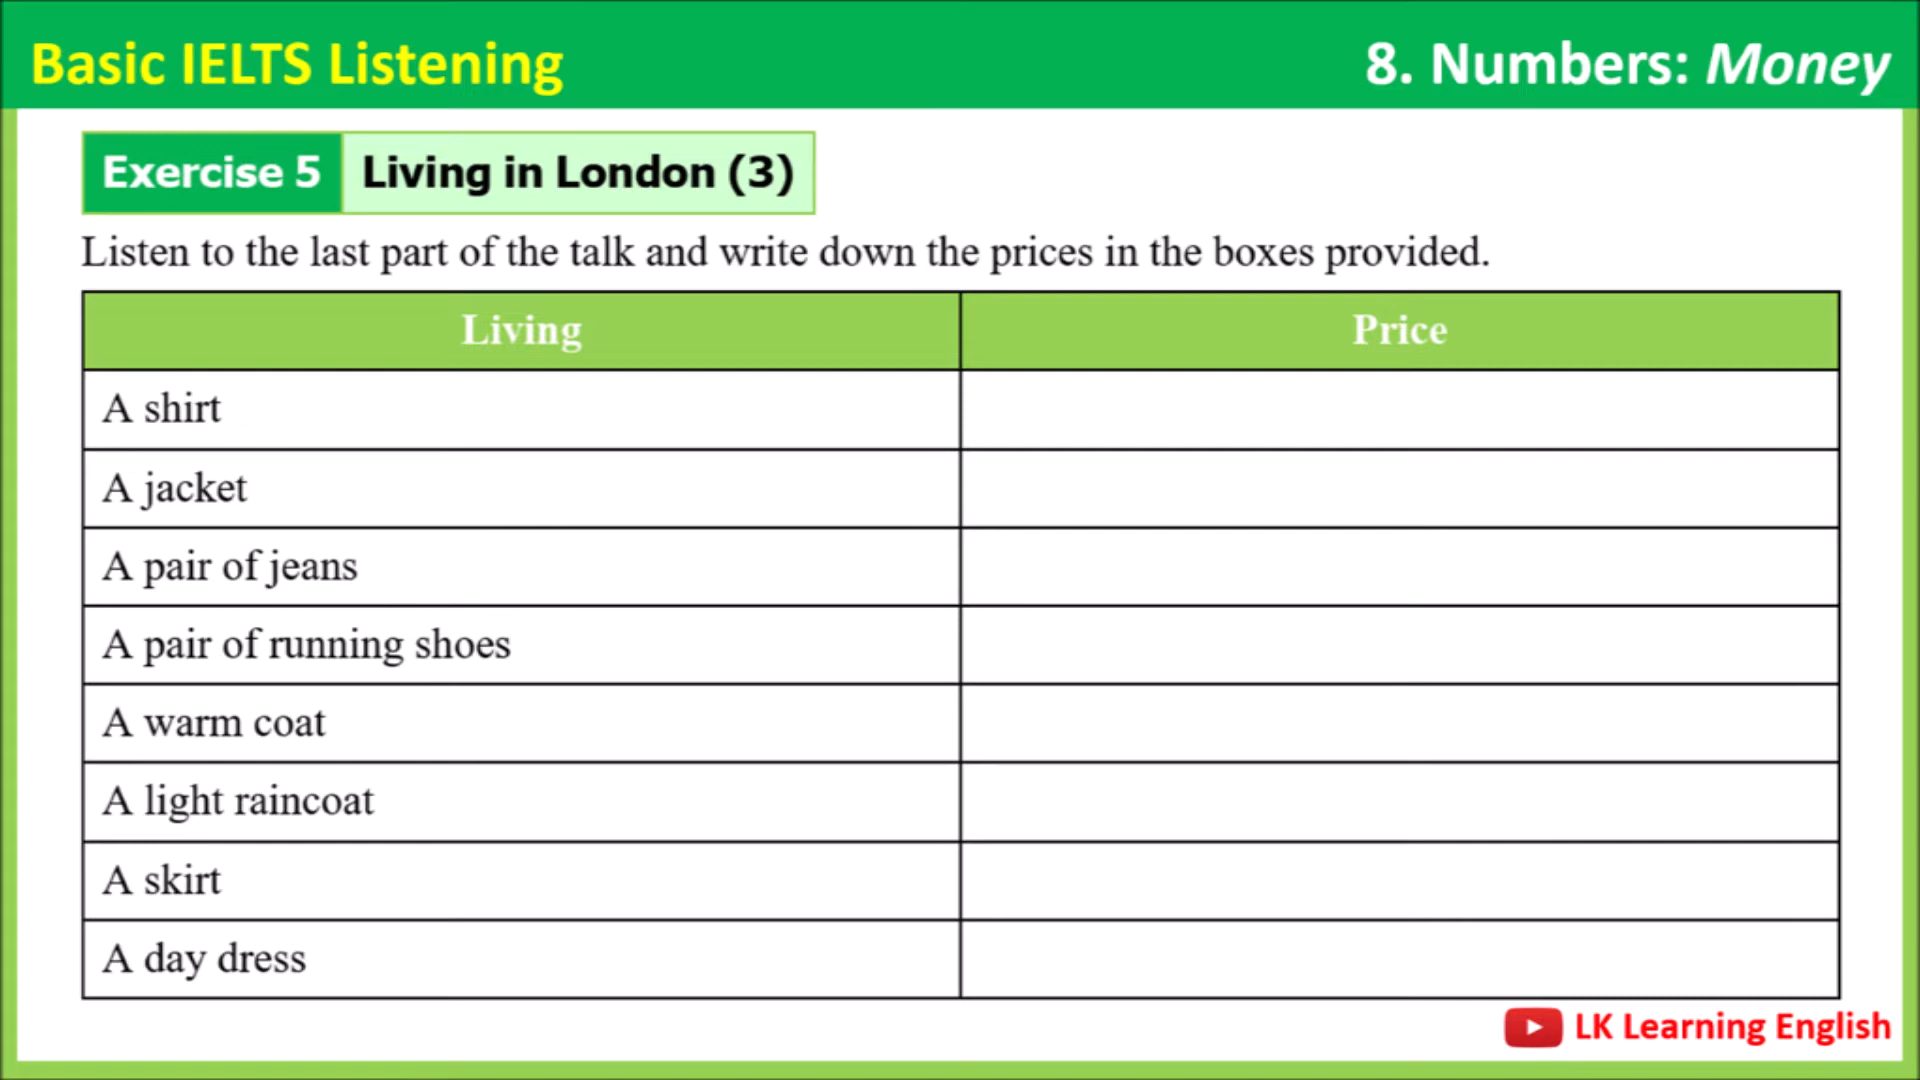 Basic IELTS Listening
8. Numbers: Money
Exercise 5 Living in London (3)
Listen to the last part of the talk and write down the prices in the boxes provided.
Living Price
A shirt
A jacket
A pair of jeans
A pair of running shoes
A warm coat
A light raincoat
A skirt
A day dress
LK Learning English